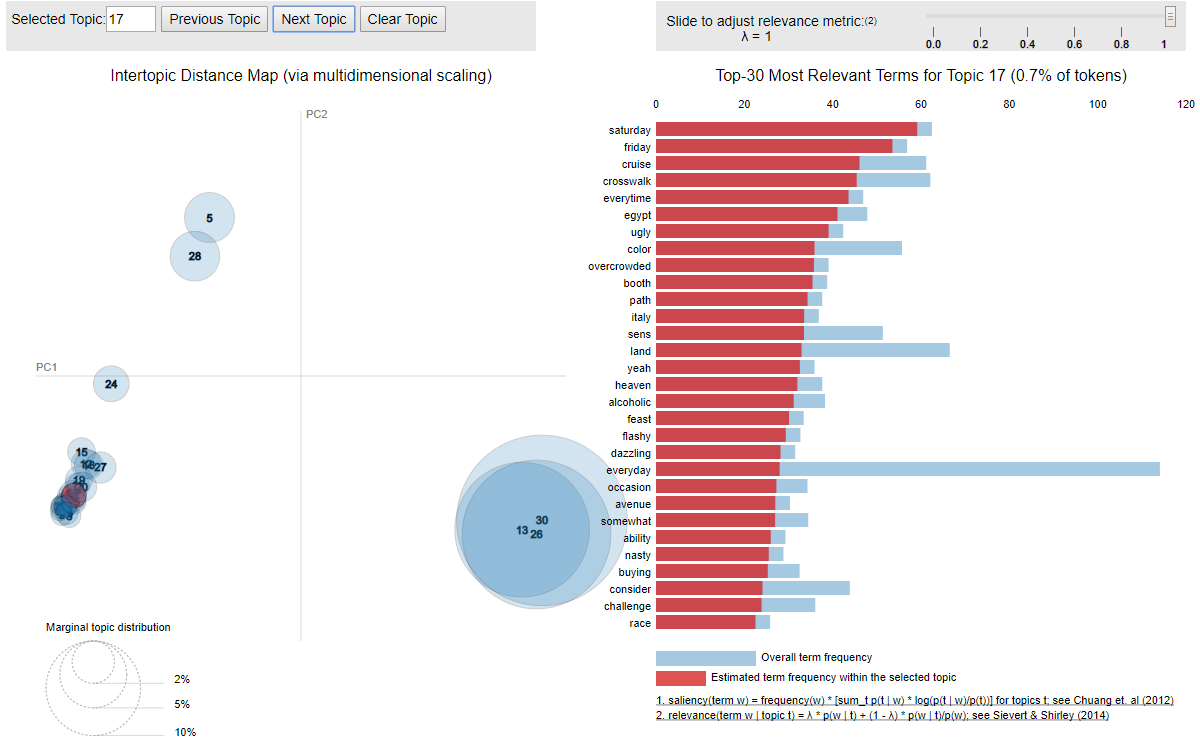 Selected Topic: 17 Previous Topic Next Topic Clear Topic
Slide to adjust relevance metric:(2)
λ = 1
0.0 0.2 0.4 0.6 0.8 1
Intertopic Distance Map (via multidimensional scaling)
PC2
PC1
5
28
24
15
27
30
13
26
Marginal topic distribution
2%
5%
10%
Top-30 Most Relevant Terms for Topic 17 (0.7% of tokens)
0 20 40 60 80 100 120
saturday
friday
cruise
crosswalk
everytime
egypt
ugly
color
overcrowded
booth
path
italy
sens
land
yeah
heaven
alcoholic
feast
flashy
dazzling
everyday
occasion
avenue
somewhat
ability
nasty
buying
consider
challenge
race
Overall term frequency
Estimated term frequency within the selected topic
1. saliency(term w) = frequency(w) * [sum_t p(t | w) * log(p(t | w)/p(t))] for topics t; see Chuang et. al (2012)
2. relevance(term w | topic t) = λ * p(w | t) + (1 - λ) * p(w | t)/p(w); see Sievert & Shirley (2014)